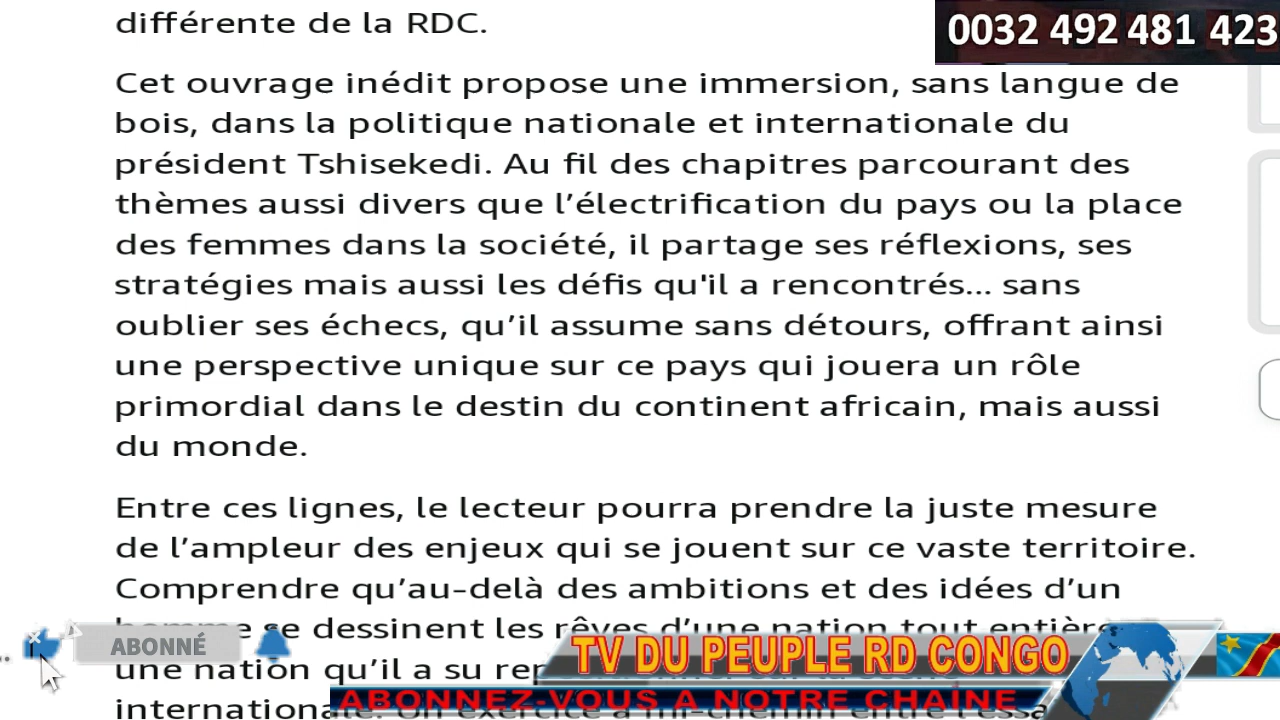 différente de la RDC.
0032 492 481 423
Cet ouvrage inédit propose une immersion, sans langue de
bois, dans la politique nationale et internationale du
président Tshisekedi. Au fil des chapitres parcourant des
thèmes aussi divers que l’électrification du pays ou la place
des femmes dans la société, il partage ses réflexions, ses
stratégies mais aussi les défis qu'il a rencontrés... sans
oublier ses échecs, qu’il assume sans détours, offrant ainsi
une perspective unique sur ce pays qui jouera un rôle
primordial dans le destin du continent africain, mais aussi
du monde.
Entre ces lignes, le lecteur pourra prendre la juste mesure
de l’ampleur des enjeux qui se jouent sur ce vaste territoire.
Comprendre qu’au-delà des ambitions et des idées d’un
se dessinent les rêves d’une nation tout entière
une nation qu’il a su
internationale. Un exercice à mi-chemin entre
ABONNÉ
TV DU PEUPLE RD CONGO
ABONNEZ-VOUS A NOTRE CHAINE